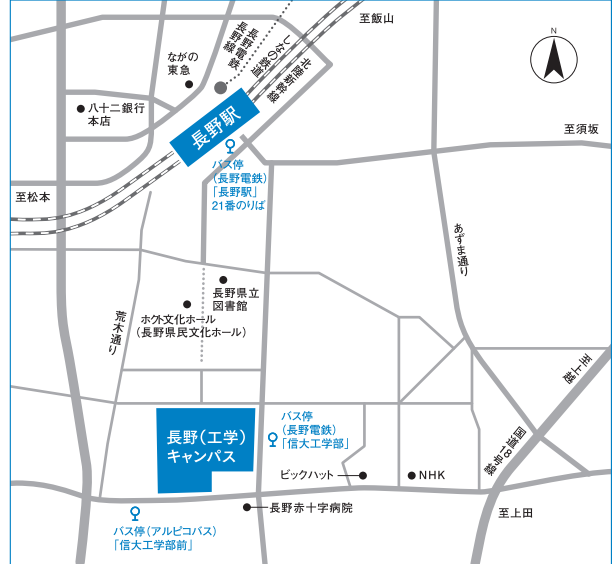 至飯山
N
長野電鉄
長野線
しなの鉄道
北陸新幹線
ながの
東急
八十二銀行
本店
長野駅
至須坂
バス停
(長野電鉄)
「長野駅」
21番のりば
至松本
あずま通り
長野県立
図書館
ホクト文化ホール
(長野県民文化ホール)
荒木通り
至上越
国道18号線
バス停
(長野電鉄)
「信大工学部」
長野(工学)
キャンパス
ビックハット
NHK
長野赤十字病院
至上田
バス停(アルピコバス)
「信大工学部前」